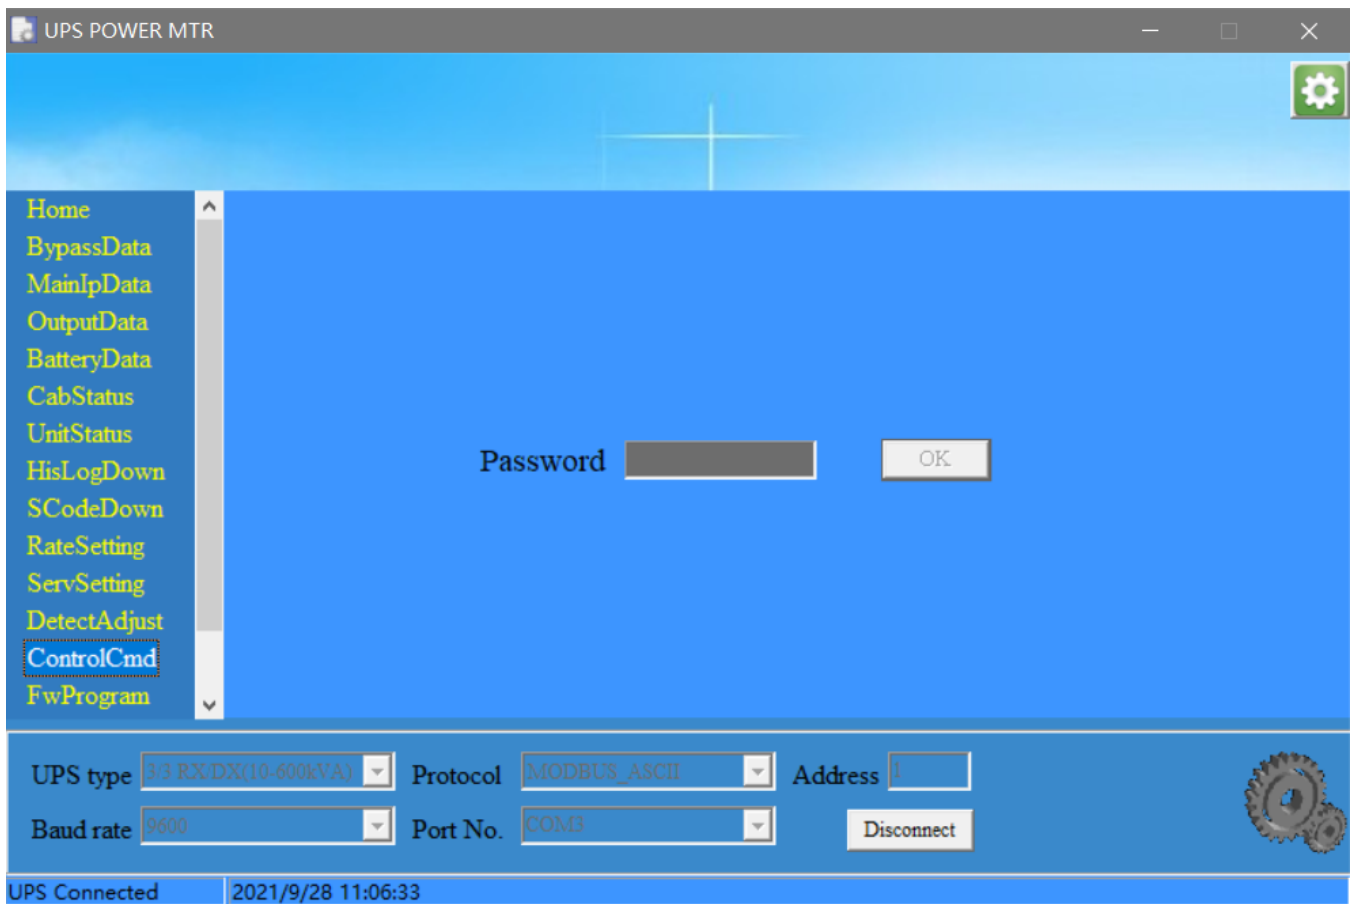 UPS POWER MTR
Home
BypassData
MainIpData
OutputData
BatteryData
CabStatus
UnitStatus
HisLogDown
SCodeDown
RateSetting
ServSetting
DetectAdjust
ControlCmd
FwProgram
Password OK
UPS type 3/3 RX/DX(10-600kVA) Protocol MODBUS_ASCII Address 1
Baud rate 9600 Port No. COM3 Disconnect
UPS Connected 2021/9/28 11:06:33